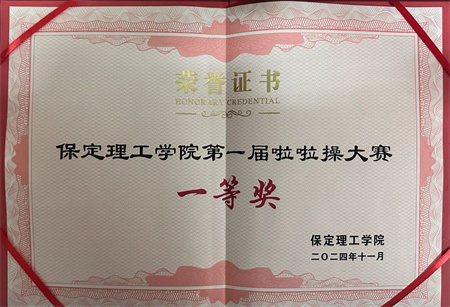 荣誉证书
HONORARY CREDENTIAL
保定理工学院第一届啦啦操大赛
一等奖
保定理工学院
二〇二四年十一月